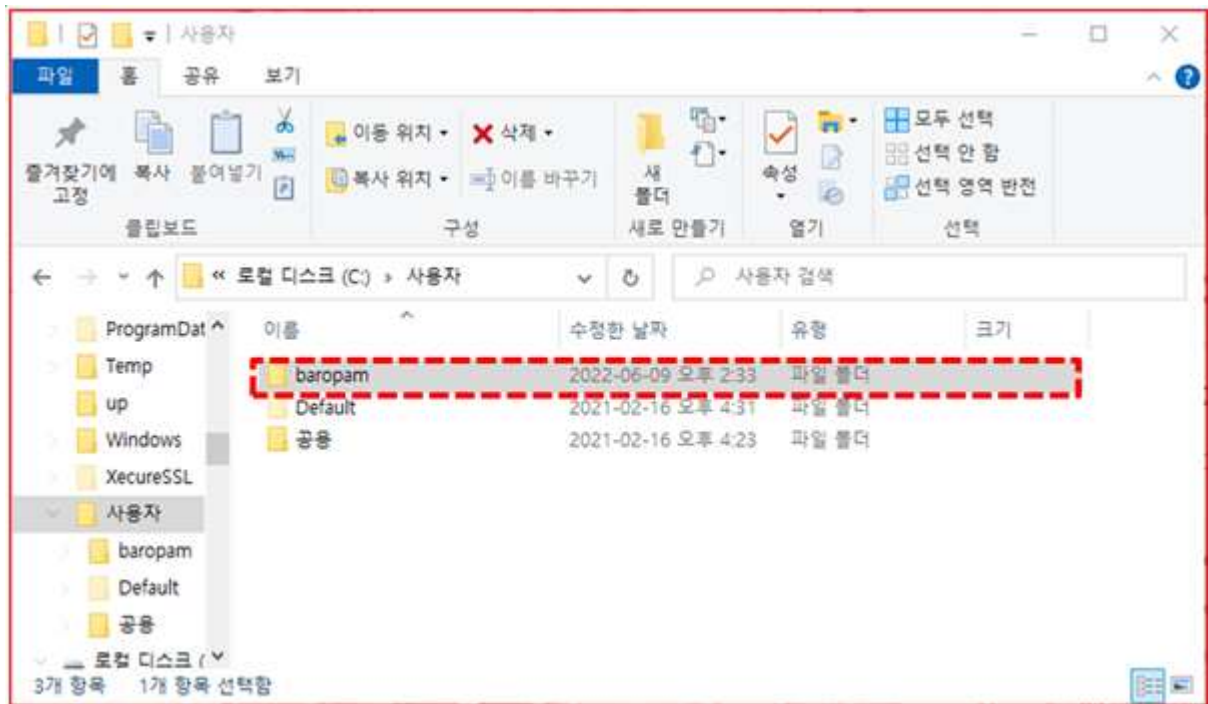 사용자
파일 홈 공유 보기
즐겨찾기에 고정
복사
붙여넣기
이동 위치
복사 위치
삭제
이름 바꾸기
새 폴더
속성
모두 선택
선택 안 함
선택 영역 반전
클립보드 구성 새로 만들기 열기 선택
« 로컬 디스크 (C:) › 사용자
사용자 검색
ProgramDat
Temp
up
Windows
XecureSSL
사용자
baropam
Default
공용
로컬 디스크 (
이름 수정한 날짜 유형 크기
baropam 2022-06-09 오후 2:33 파일 폴더
Default 2021-02-16 오후 4:31 파일 폴더
공용 2021-02-16 오후 4:23 파일 폴더
3개 항목 1개 항목 선택함